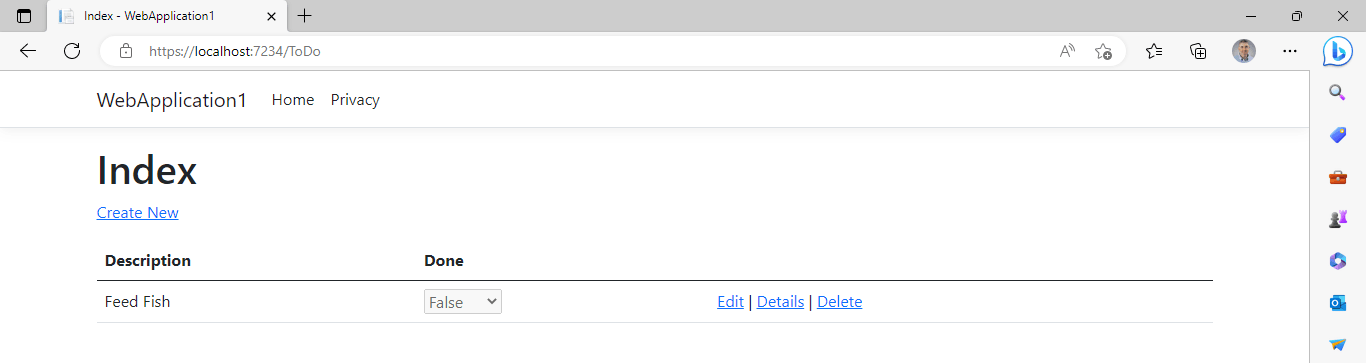 Index - WebApplication1
https://localhost:7234/ToDo
WebApplication1 Home Privacy
Index
Create New
Description Done
Feed Fish False Edit | Details | Delete